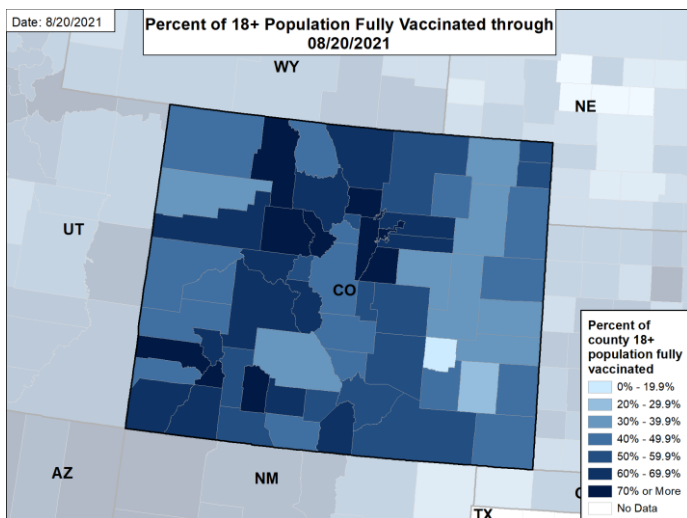 Date: 8/20/2021
Percent of 18+ Population Fully Vaccinated through
08/20/2021
WY
NE
UT
CO
AZ
NM
TX
Percent of
county 18+
population fully
vaccinated
0% - 19.9%
20% - 29.9%
30% - 39.9%
40% - 49.9%
50% - 59.9%
60% - 69.9%
70% or More
No Data